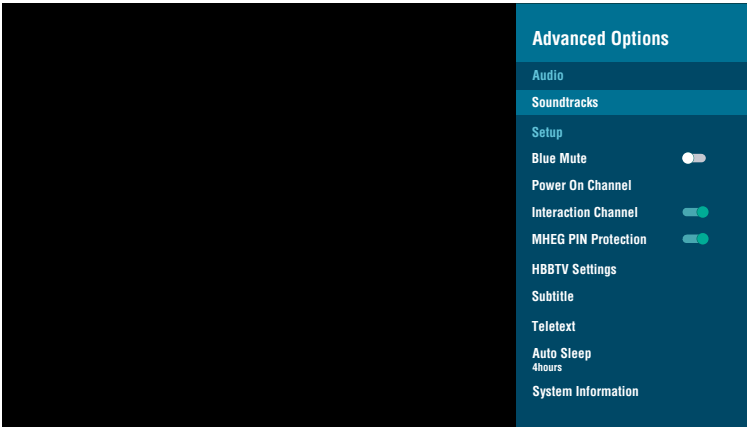 Advanced Options
Audio
Soundtracks
Setup
Blue Mute
Power On Channel
Interaction Channel
MHEG PIN Protection
HBBTV Settings
Subtitle
Teletext
Auto Sleep
4hours
System Information